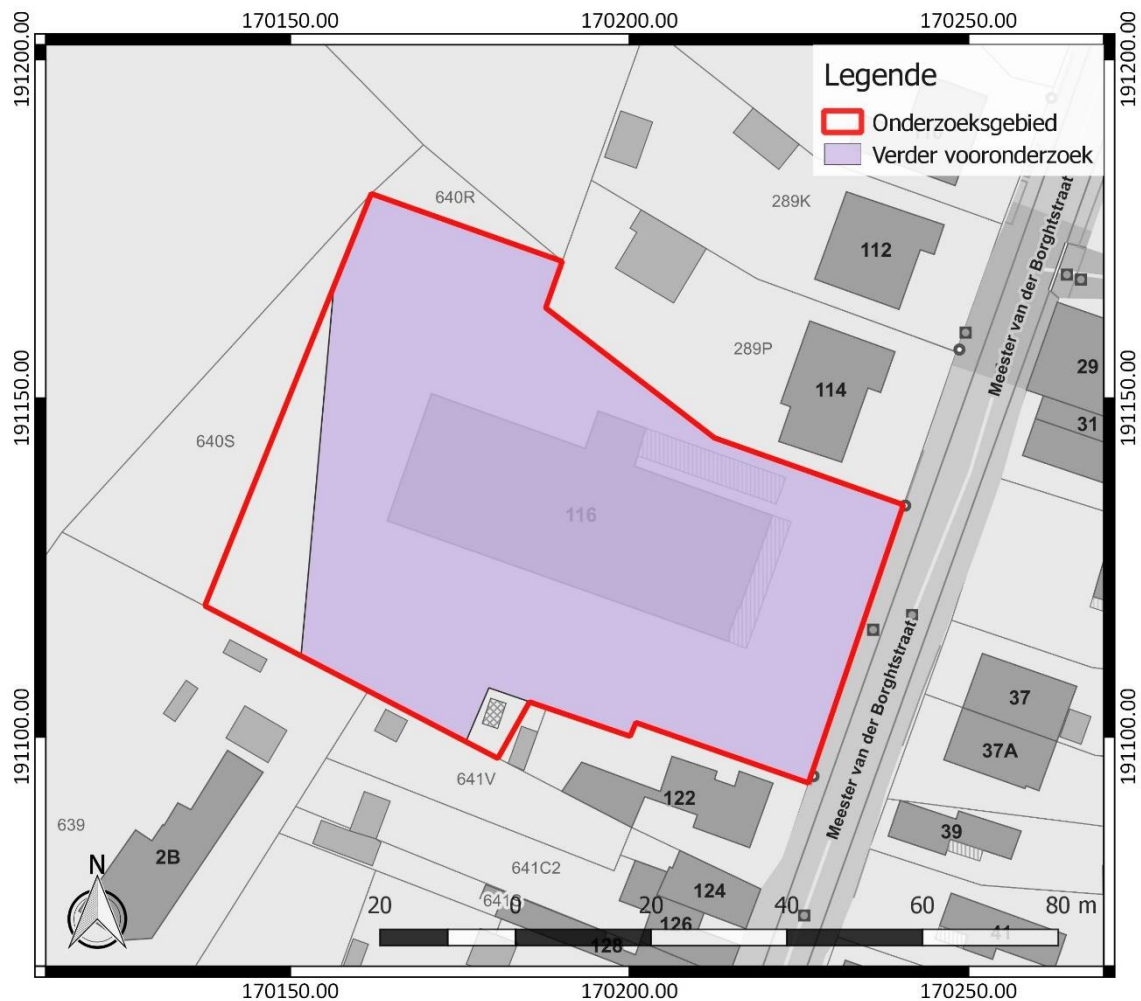 170150.00 170200.00 170250.00
191200.00 191200.00
Legende
Onderzoeksgebied
Verder vooronderzoek
640R
289K
112
Meester van der Borghtstraat
289P
29
191150.00 191150.00
114
31
640S
116
Meester van der Borghtstraat
37
37A
191100.00 191100.00
641V
122
639
39
2B
641C2
124
N
126
41
128
20 0 20 40 60 80 m
170150.00 170200.00 170250.00